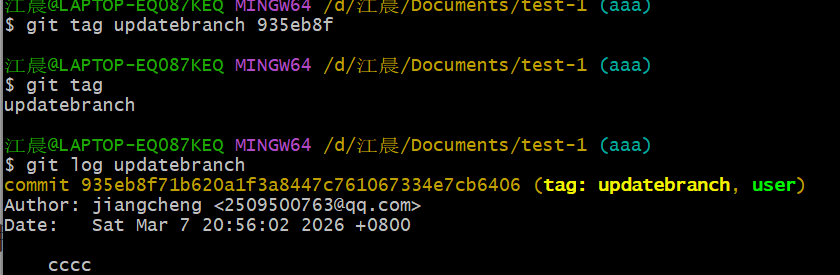 江晨@LAPTOP-EQ087KEQ MINGW64 /d/江晨/Documents/test-1 (aaa)
$ git tag updatebranch 935eb8f
江晨@LAPTOP-EQ087KEQ MINGW64 /d/江晨/Documents/test-1 (aaa)
$ git tag
updatebranch
江晨@LAPTOP-EQ087KEQ MINGW64 /d/江晨/Documents/test-1 (aaa)
$ git log updatebranch
commit 935eb8f71b620a1f3a8447c761067334e7cb6406 (tag: updatebranch, user)
Author: jiangcheng <2509500763@qq.com>
Date:   Sat Mar 7 20:56:02 2026 +0800
    cccc